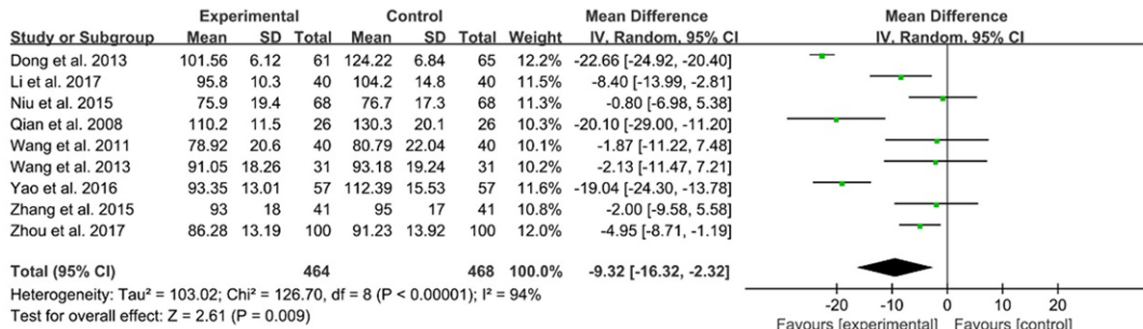 Experimental Control Mean Difference Mean Difference
Study or Subgroup Mean SD Total Mean SD Total Weight IV, Random, 95% CI IV, Random, 95% CI
Dong et al. 2013 101.56 6.12 61 124.22 6.84 65 12.2% -22.66 [-24.92, -20.40]
Li et al. 2017 95.8 10.3 40 104.2 14.8 40 11.5% -8.40 [-13.99, -2.81]
Niu et al. 2015 75.9 19.4 68 76.7 17.3 68 11.3% -0.80 [-6.98, 5.38]
Qian et al. 2008 110.2 11.5 26 130.3 20.1 26 10.3% -20.10 [-29.00, -11.20]
Wang et al. 2011 78.92 20.6 40 80.79 22.04 40 10.1% -1.87 [-11.22, 7.48]
Wang et al. 2013 91.05 18.26 31 93.18 19.24 31 10.2% -2.13 [-11.47, 7.21]
Yao et al. 2016 93.35 13.01 57 112.39 15.53 57 11.6% -19.04 [-24.30, -13.78]
Zhang et al. 2015 93 18 41 95 17 41 10.8% -2.00 [-9.58, 5.58]
Zhou et al. 2017 86.28 13.19 100 91.23 13.92 100 12.0% -4.95 [-8.71, -1.19]
Total (95% CI) 464 468 100.0% -9.32 [-16.32, -2.32]
Heterogeneity: Tau² = 103.02; Chi² = 126.70, df = 8 (P < 0.00001); I² = 94%
Test for overall effect: Z = 2.61 (P = 0.009)
-20 -10 0 10 20
Favours [experimental] Favours [control]